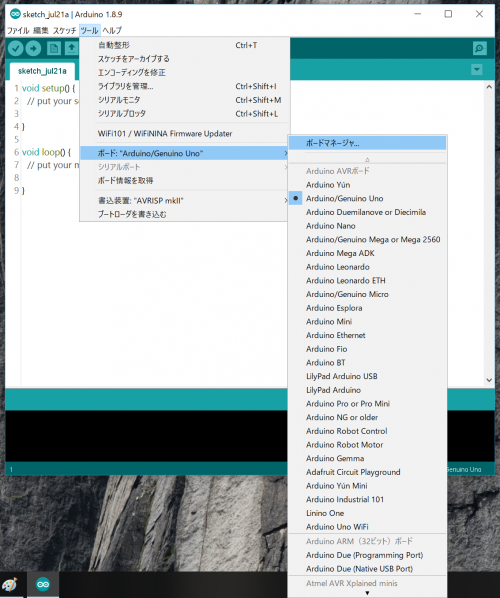 sketch_jul21a | Arduino 1.8.9
ファイル 編集 スケッチ ツール ヘルプ
sketch_jul21a
1 void setup() {
2 // put your s
3
4 }
5
6 void loop() {
7 // put your m
8
9 }
自動整形 Ctrl+T
スケッチをアーカイブする
エンコーディングを修正
ライブラリを管理... Ctrl+Shift+I
シリアルモニタ Ctrl+Shift+M
シリアルプロッタ Ctrl+Shift+L
WiFi101 / WiFiNINA Firmware Updater
ボード: "Arduino/Genuino Uno"
シリアルポート
ボード情報を取得
書込装置: "AVRISP mkII"
ブートローダを書き込む
ボードマネージャ...
Arduino AVRボード
Arduino Yún
Arduino/Genuino Uno
Arduino Duemilanove or Diecimila
Arduino Nano
Arduino/Genuino Mega or Mega 2560
Arduino Mega ADK
Arduino Leonardo
Arduino Leonardo ETH
Arduino/Genuino Micro
Arduino Esplora
Arduino Mini
Arduino Ethernet
Arduino Fio
Arduino BT
LilyPad Arduino USB
LilyPad Arduino
Arduino Pro or Pro Mini
Arduino NG or older
Arduino Robot Control
Arduino Robot Motor
Arduino Gemma
Adafruit Circuit Playground
Arduino Yún Mini
Arduino Industrial 101
Linino One
Arduino Uno WiFi
Arduino ARM（32ビット）ボード
Arduino Due (Programming Port)
Arduino Due (Native USB Port)
Atmel AVR Xplained minis
1
Genuino Uno